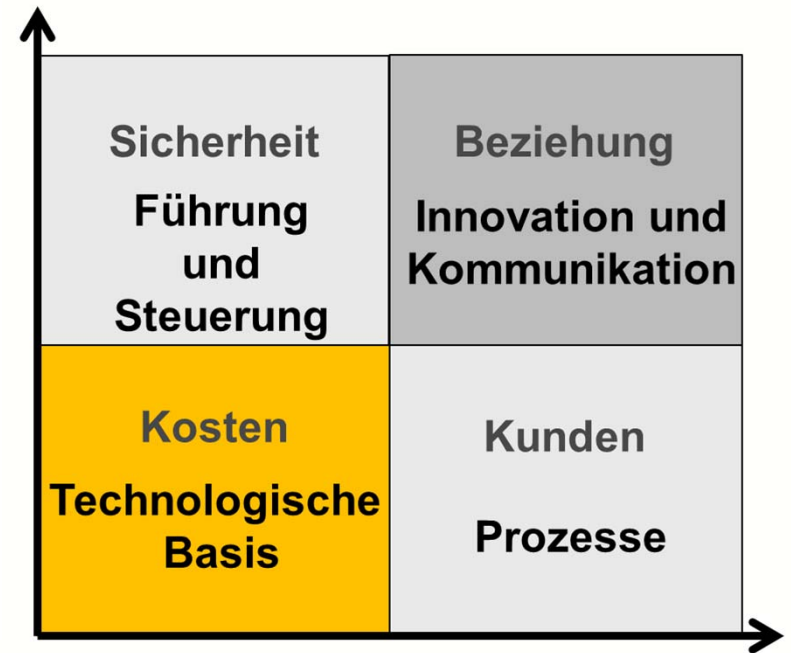 Sicherheit
Führung
und
Steuerung
Beziehung
Innovation und
Kommunikation
Kosten
Technologische
Basis
Kunden
Prozesse